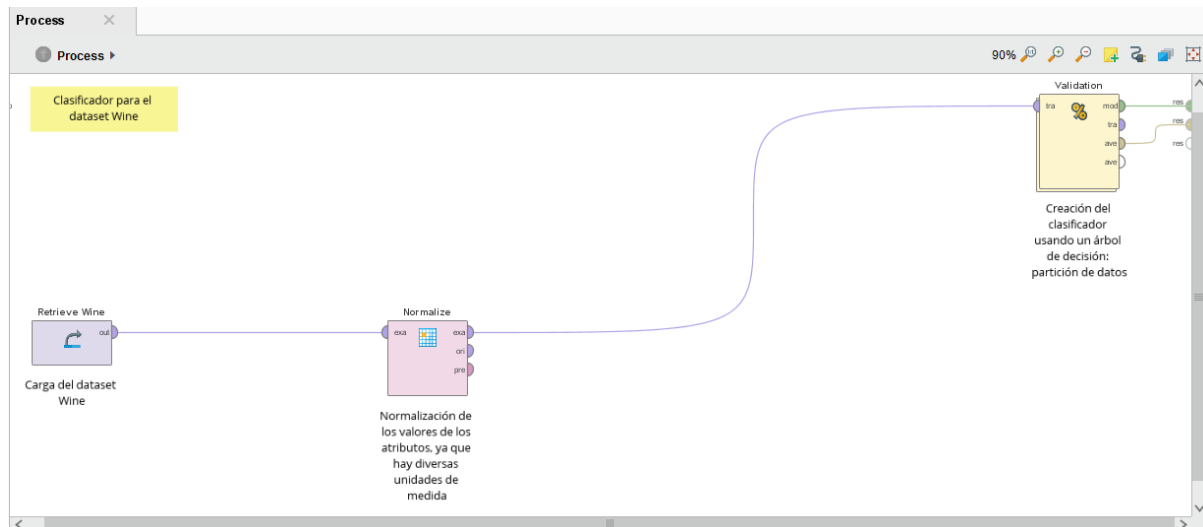 Process
Process
90%
Clasificador para el
dataset Wine
Validation
tra
mod
tra
ave
ave
res
res
res
Creación del
clasificador
usando un árbol
de decisión:
partición de datos
Retrieve Wine
out
Carga del dataset
Wine
Normalize
exa
exa
ori
pre
Normalización de
los valores de los
atributos, ya que
hay diversas
unidades de
medida